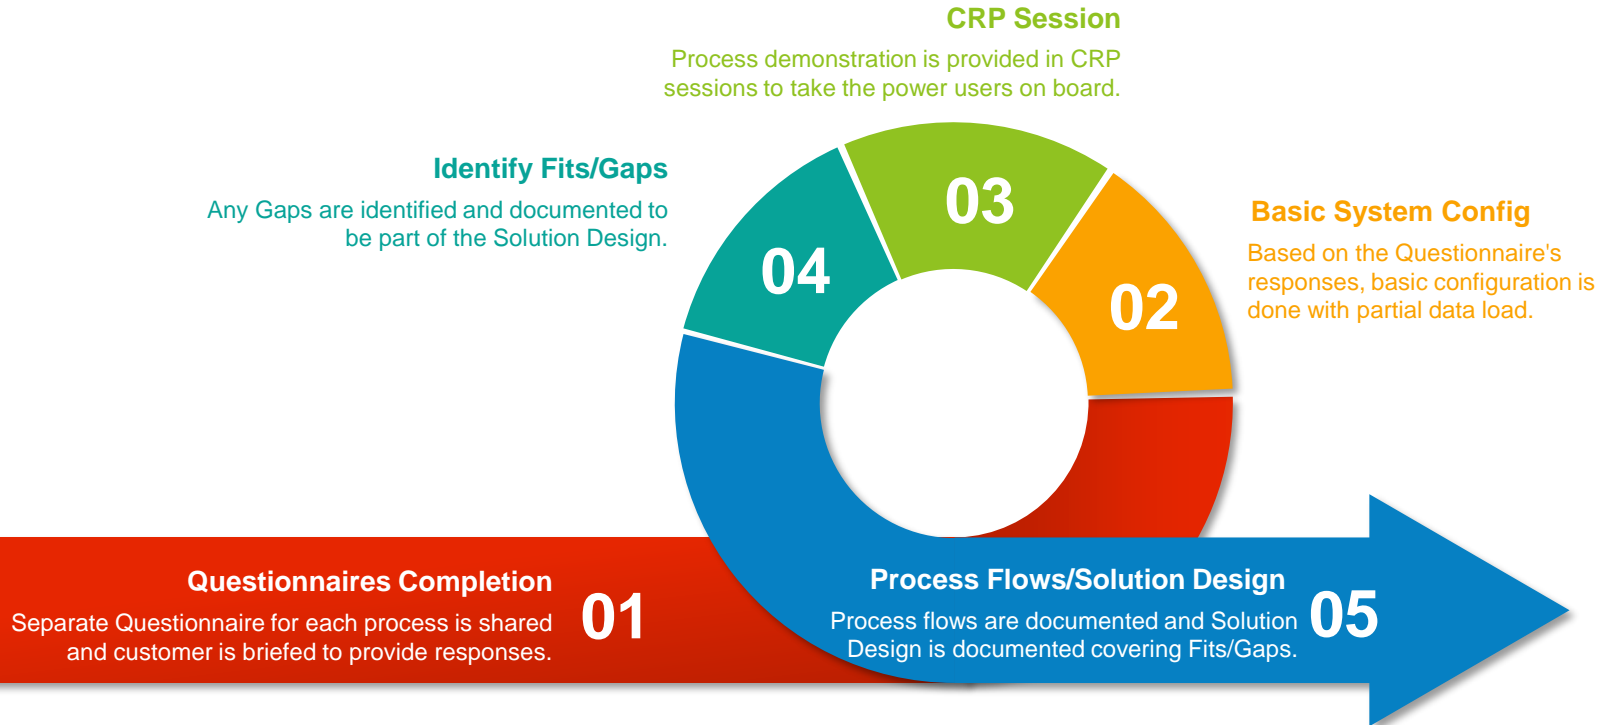 CRP Session
Process demonstration is provided in CRP
sessions to take the power users on board.
Identify Fits/Gaps
Any Gaps are identified and documented to
be part of the Solution Design.
04
03
02
Basic System Config
Based on the Questionnaire's
responses, basic configuration is
done with partial data load.
Questionnaires Completion
Separate Questionnaire for each process is shared
and customer is briefed to provide responses.
01
Process Flows/Solution Design
Process flows are documented and Solution
Design is documented covering Fits/Gaps.
05